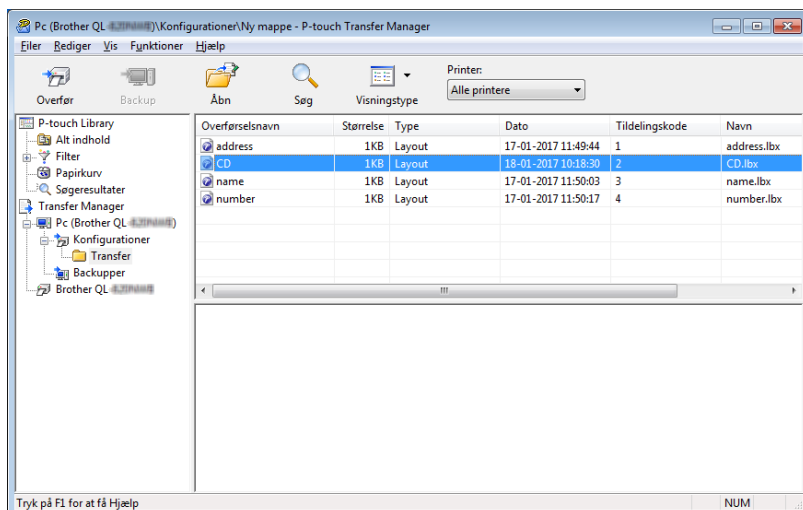 Pc (Brother QL )\Konfigurationer\Ny mappe - P-touch Transfer Manager
Filer Rediger Vis Funktioner Hjælp
Overfør Backup Åbn Søg Visningstype
Printer:
Alle printere
P-touch Library
Alt indhold
Filter
Papirkurv
Søgeresultater
Transfer Manager
Pc (Brother QL )
Konfigurationer
Transfer
Backupper
Brother QL
Overførselsnavn Størrelse Type Dato Tildelingskode Navn
address 1KB Layout 17-01-2017 11:49:44 1 address.lbx
CD 1KB Layout 18-01-2017 10:18:30 2 CD.lbx
name 1KB Layout 17-01-2017 11:50:03 3 name.lbx
number 1KB Layout 17-01-2017 11:50:17 4 number.lbx
Tryk på F1 for at få Hjælp NUM